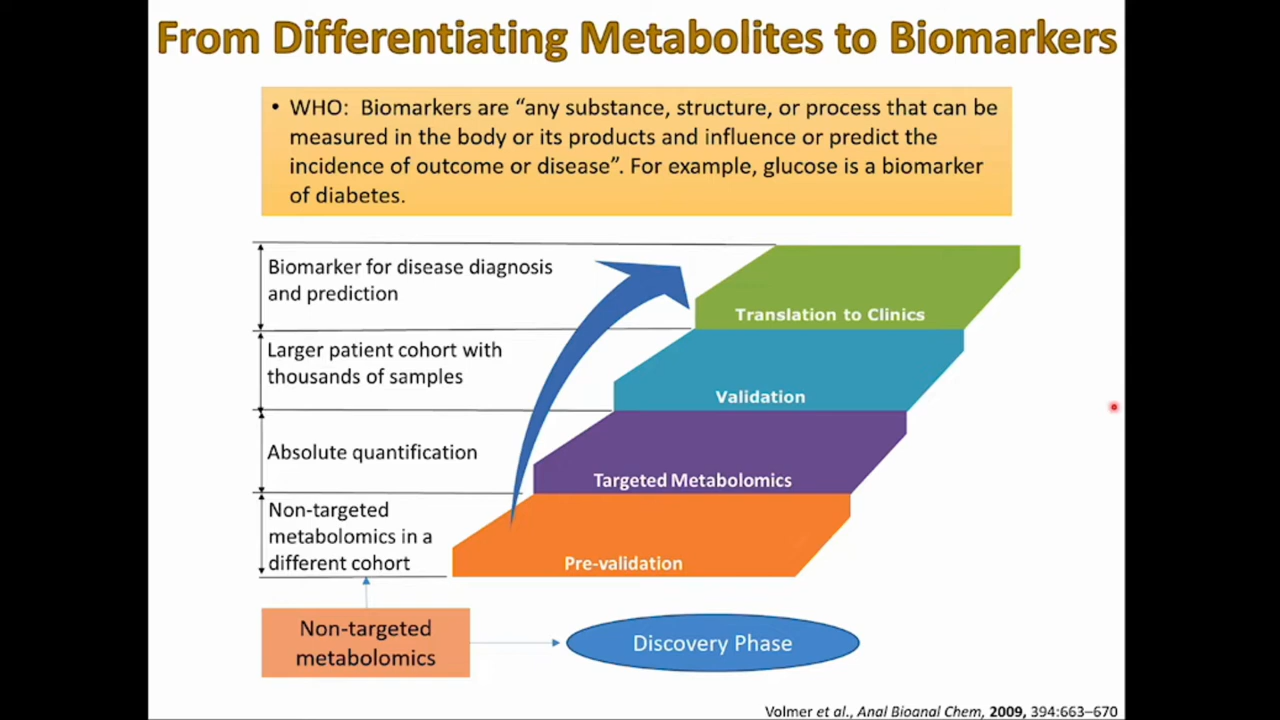 From Differentiating Metabolites to Biomarkers
• WHO:  Biomarkers are “any substance, structure, or process that can be
measured in the body or its products and influence or predict the
incidence of outcome or disease”. For example, glucose is a biomarker
of diabetes.
Biomarker for disease diagnosis
and prediction
Translation to Clinics
Larger patient cohort with
thousands of samples
Validation
Absolute quantification
Targeted Metabolomics
Non-targeted
metabolomics in a
different cohort
Pre-validation
Non-targeted
metabolomics
Discovery Phase
Volmer et al., Anal Bioanal Chem, 2009, 394:663–670